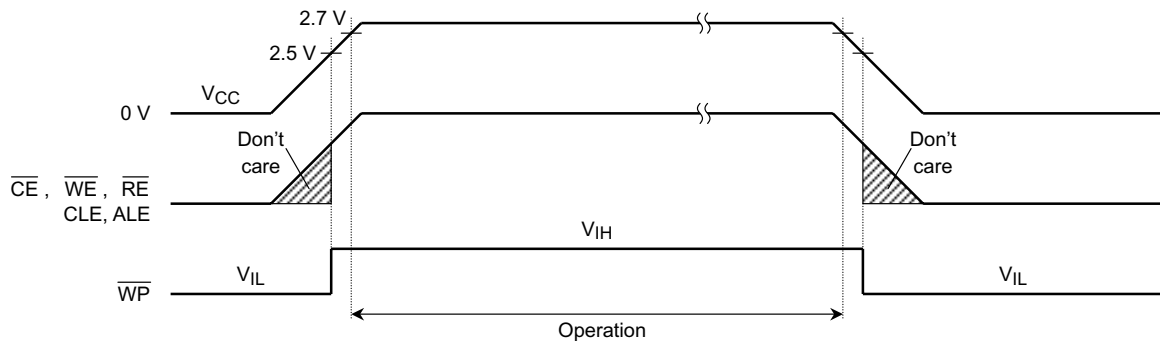 2.7 V
2.5 V
VCC
0 V
Don't
care
Don't
care
CE , WE , RE
CLE, ALE
VIH
VIL
VIL
WP
Operation